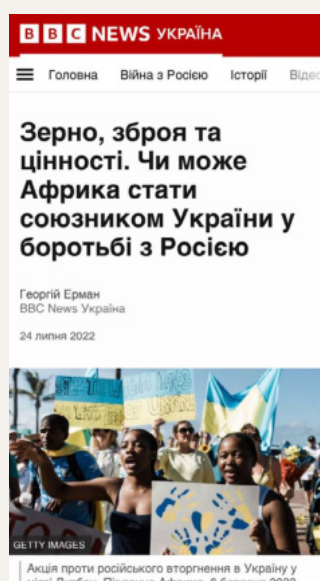 BBC NEWS УКРАЇНА
Головна Війна з Росією Історії Відео
Зерно, зброя та
цінності. Чи може
Африка стати
союзником України у
боротьбі з Росією
Георгій Ерман
BBC News Україна
24 липня 2022
GETTY IMAGES
Акція проти російського вторгнення в Україну у